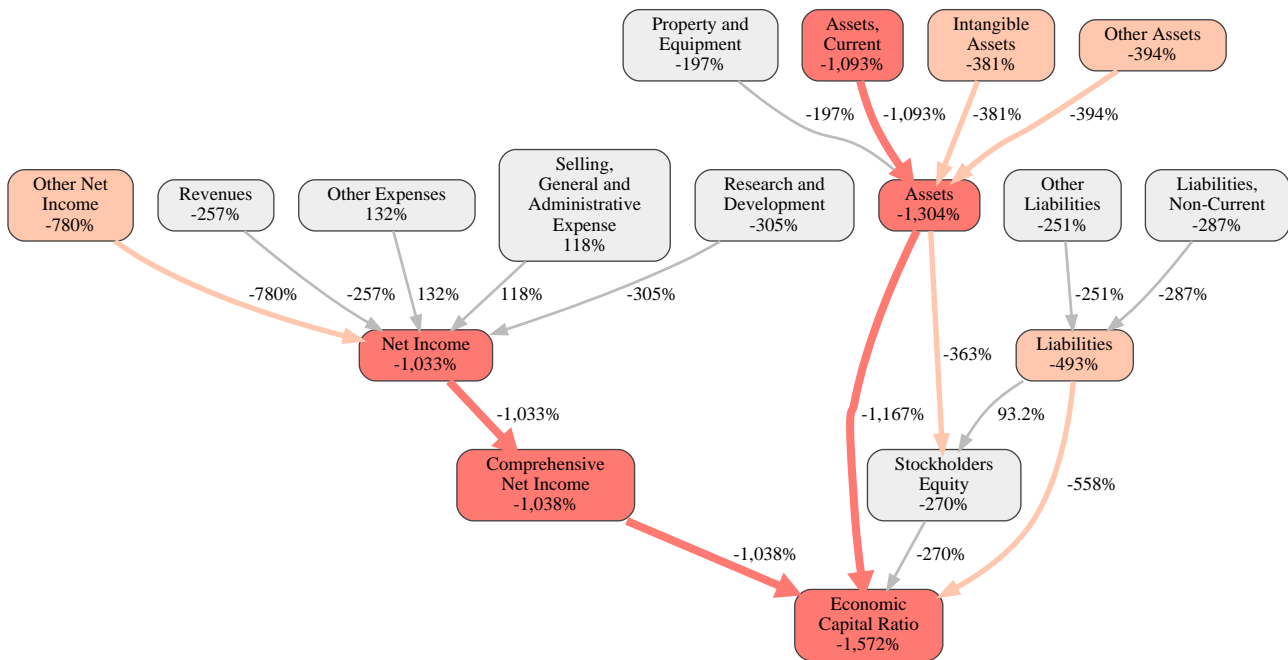 Property and
Equipment
-197%
Assets,
Current
-1,093%
Intangible
Assets
-381%
Other Assets
-394%
-197%
-1,093%
-381%
-394%
Other Net
Income
-780%
Revenues
-257%
Other Expenses
132%
Selling,
General and
Administrative
Expense
118%
Research and
Development
-305%
Assets
-1,304%
Other
Liabilities
-251%
Liabilities,
Non-Current
-287%
-780%
-257%
132%
118%
-305%
-251%
-287%
Net Income
-1,033%
-363%
Liabilities
-493%
-1,033%
-1,167%
93.2%
Comprehensive
Net Income
-1,038%
Stockholders
Equity
-270%
-558%
-1,038%
-270%
Economic
Capital Ratio
-1,572%